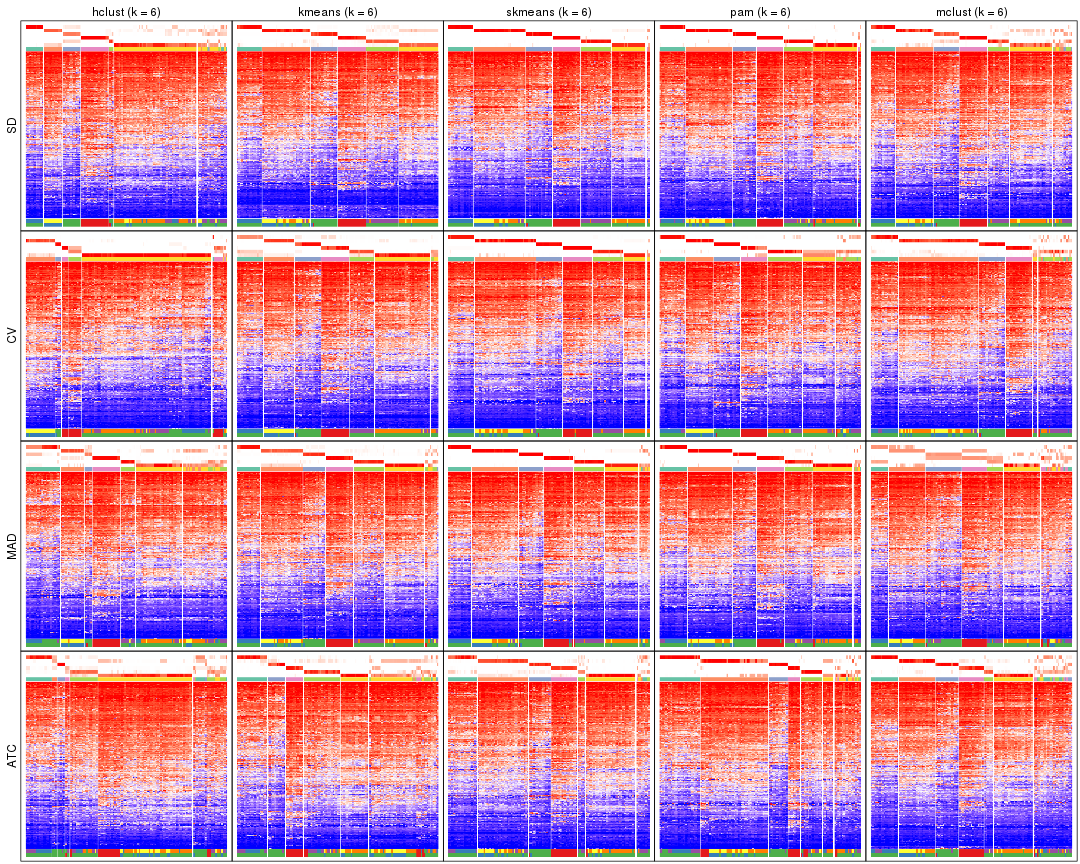 hclust (k = 6)
kmeans (k = 6)
skmeans (k = 6)
pam (k = 6)
mclust (k = 6)
SD
CV
MAD
ATC